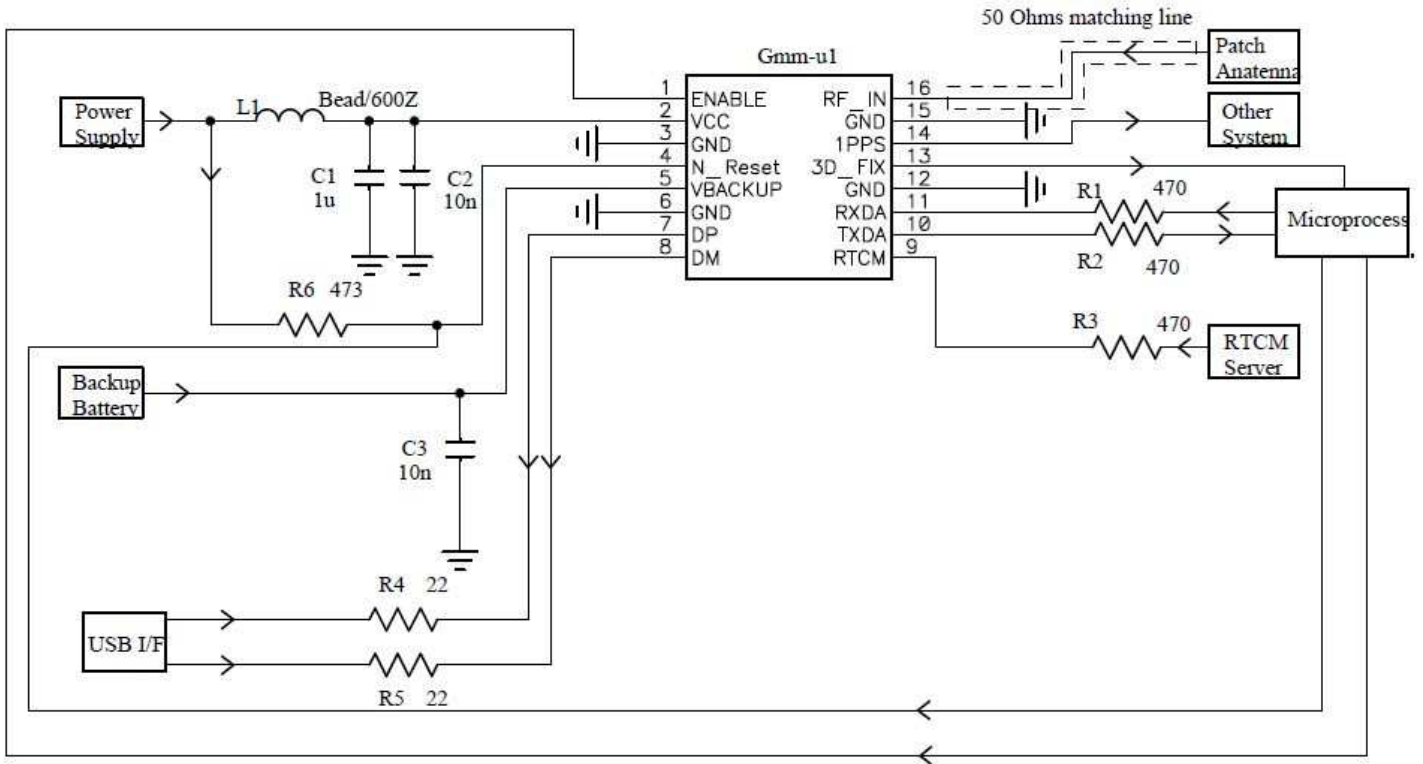 50 Ohms matching line
Patch
Anatenna
Gmm-u1
Power
Supply
L1
Bead/600Z
C1
1u
C2
10n
1
2
3
4
5
6
7
8
ENABLE
VCC
GND
N_Reset
VBACKUP
GND
DP
DM
RF_IN
GND
1PPS
3D_FIX
GND
RXDA
TXDA
RTCM
16
15
14
13
12
11
10
9
Other
System
R1
470
R2
470
Microprocess
R3
470
RTCM
Server
R6 473
Backup
Battery
C3
10n
R4 22
USB I/F
R5 22